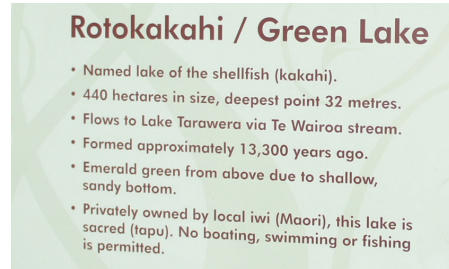 Rotokakahi / Green Lake
• Named lake of the shellfish (kakahi).
• 440 hectares in size, deepest point 32 metres.
• Flows to Lake Tarawera via Te Wairoa stream.
• Formed approximately 13,300 years ago.
• Emerald green from above due to shallow,
sandy bottom.
• Privately owned by local iwi (Maori), this lake is
sacred (tapu). No boating, swimming or fishing
is permitted.